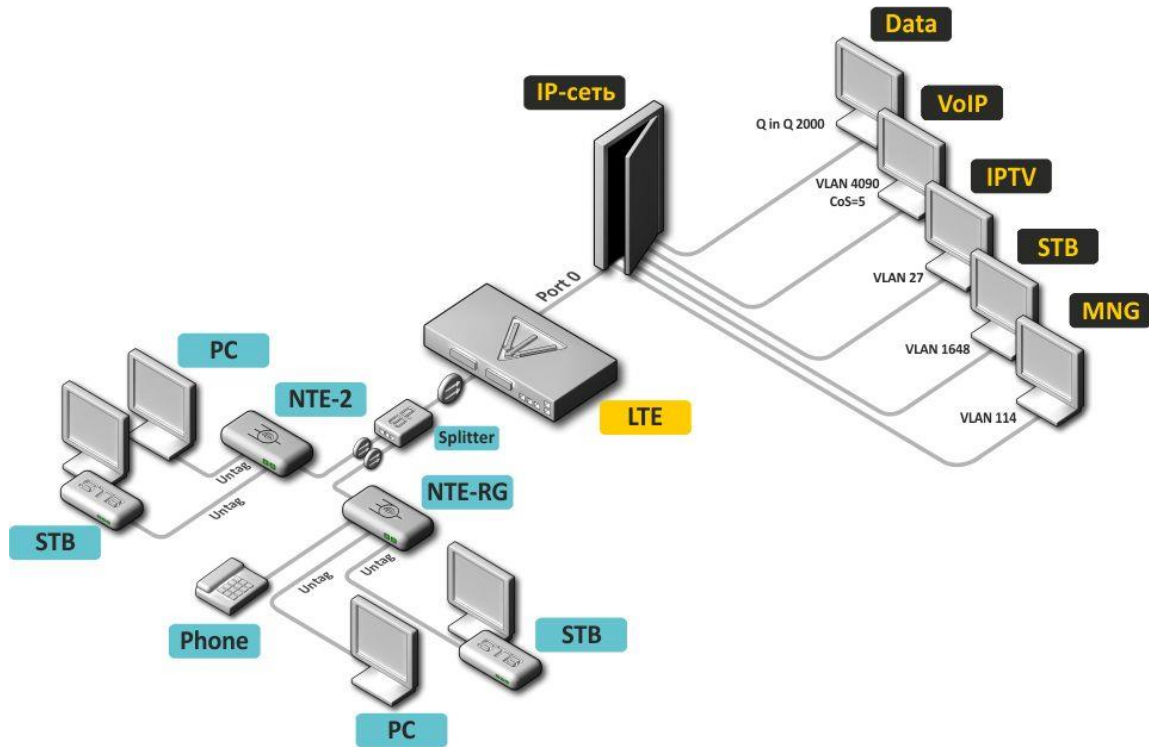 Data
IP-сеть
VoIP
Q in Q 2000
IPTV
VLAN 4090
CoS=5
STB
VLAN 27
Port 0
MNG
PC
VLAN 1648
NTE-2
LTE
VLAN 114
Splitter
Untag
NTE-RG
Untag
STB
Untag
Untag
Phone
STB
PC